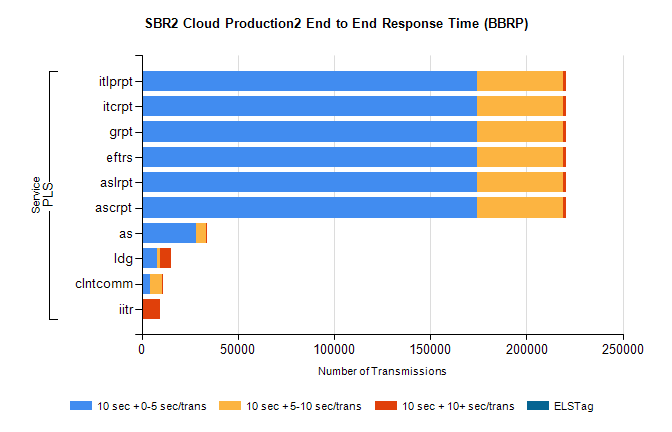 SBR2 Cloud Production2 End to End Response Time (BBRP)
Service
PLS
itlprpt
itcrpt
grpt
eftrs
aslrpt
ascrpt
as
ldg
clntcomm
iitr
0 50000 100000 150000 200000 250000
Number of Transmissions
10 sec +0-5 sec/trans 10 sec +5-10 sec/trans 10 sec + 10+ sec/trans ELSTag